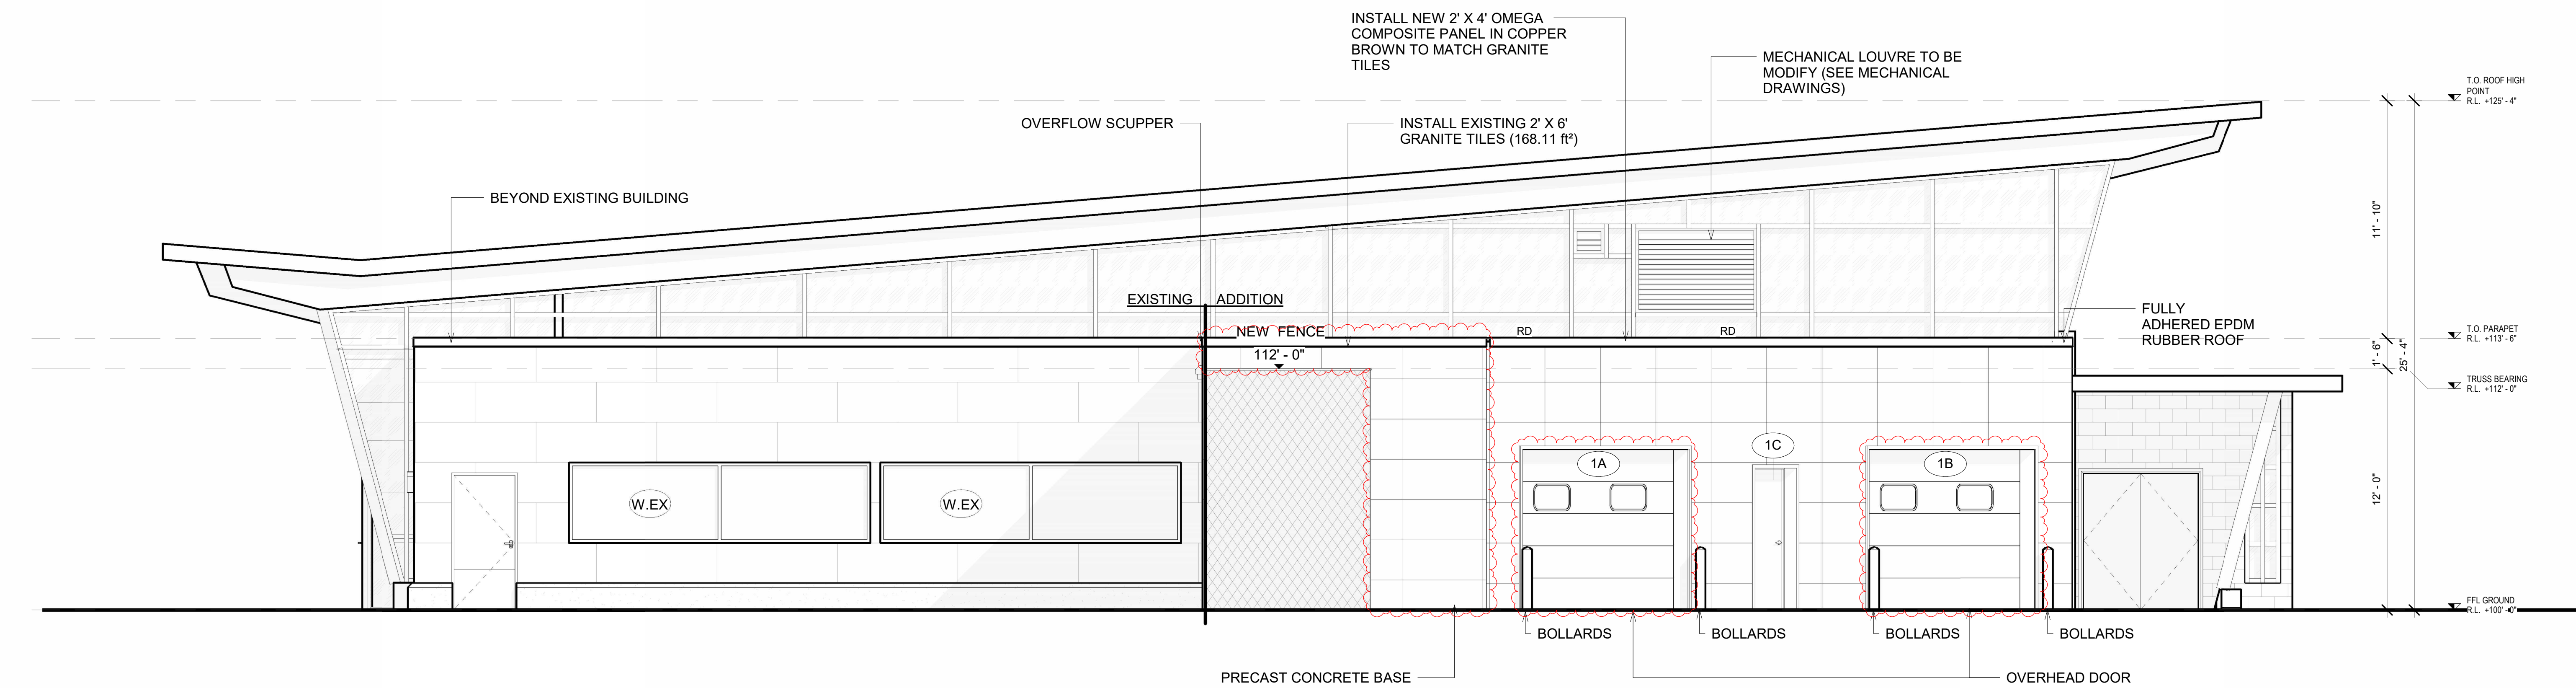 INSTALL NEW 2' X 4' OMEGA
COMPOSITE PANEL IN COPPER
BROWN TO MATCH GRANITE
TILES
MECHANICAL LOUVRE TO BE
MODIFY (SEE MECHANICAL
DRAWINGS)
T.O. ROOF HIGH
POINT
R.L. +125' - 4"
OVERFLOW SCUPPER
INSTALL EXISTING 2' X 6'
GRANITE TILES (168.11 ft²)
BEYOND EXISTING BUILDING
11' - 10"
EXISTING
ADDITION
FULLY
ADHERED EPDM
RUBBER ROOF
NEW FENCE
RD
RD
T.O. PARAPET
R.L. +113' - 6"
112' - 0"
1' - 6"
25' - 4"
TRUSS BEARING
R.L. +112' - 0"
1C
1A
1B
W.EX
W.EX
12' - 0"
FFL GROUND
R.L. +100' - 0"
BOLLARDS
BOLLARDS
BOLLARDS
BOLLARDS
PRECAST CONCRETE BASE
OVERHEAD DOOR